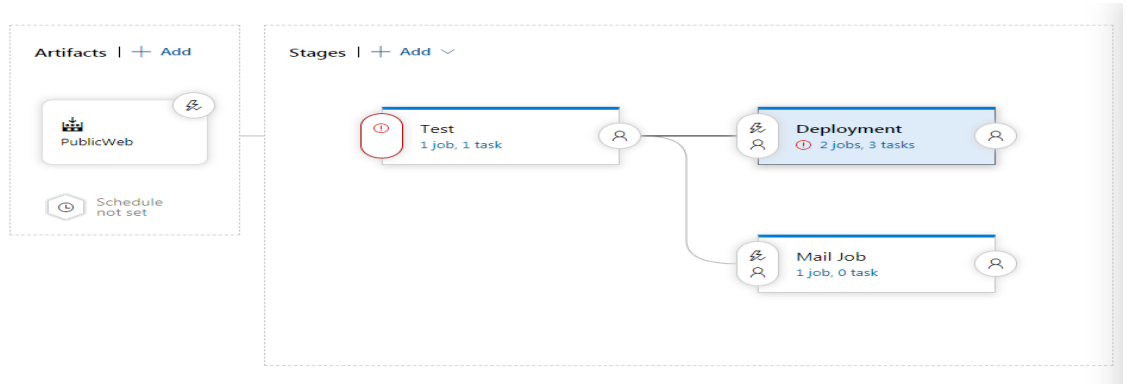 Artifacts | + Add
PublicWeb
Schedule
not set
Stages | + Add
Test
1 job, 1 task
Deployment
2 jobs, 3 tasks
Mail Job
1 job, 0 task